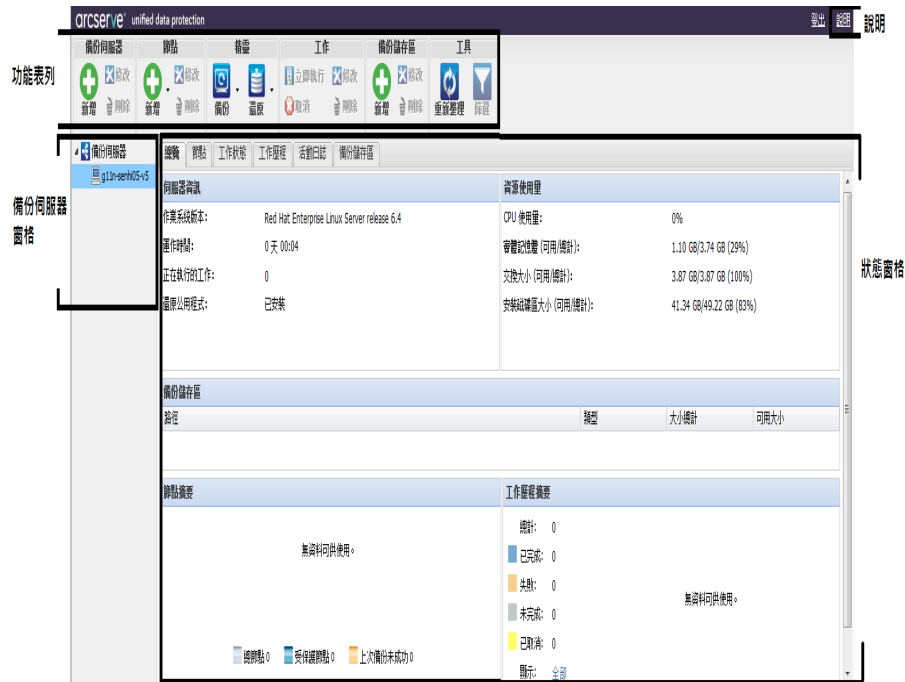 arcserve® unified data protection
登出 說明
說明
功能表列
備份伺服器 節點 精靈 工作 備份儲存區 工具
新增 修改 刪除
新增 修改 刪除
備份 還原
立即執行 修改 取消 刪除
新增 修改 刪除
重新整理 篩選
備份伺服器窗格
備份伺服器
g11n-senhi05-v5
總覽 節點 工作狀態 工作歷程 活動日誌 備份儲存區
狀態窗格
伺服器資訊
作業系統版本: Red Hat Enterprise Linux Server release 6.4
運作時間: 0 天 00:04
正在執行的工作: 0
還原公用程式: 已安裝
資源使用量
CPU 使用量: 0%
實體記憶體 (可用/總計): 1.10 GB/3.74 GB (29%)
交換大小 (可用/總計): 3.87 GB/3.87 GB (100%)
安裝磁碟區大小 (可用/總計): 41.34 GB/49.22 GB (83%)
備份儲存區
路徑 類型 大小總計 可用大小
節點摘要
無資料可供使用。
總節點 0 受保護節點 0 上次備份未成功 0
工作歷程摘要
總計: 0
已完成: 0
失敗: 0
未完成: 0
已取消: 0
顯示: 全部
無資料可供使用。